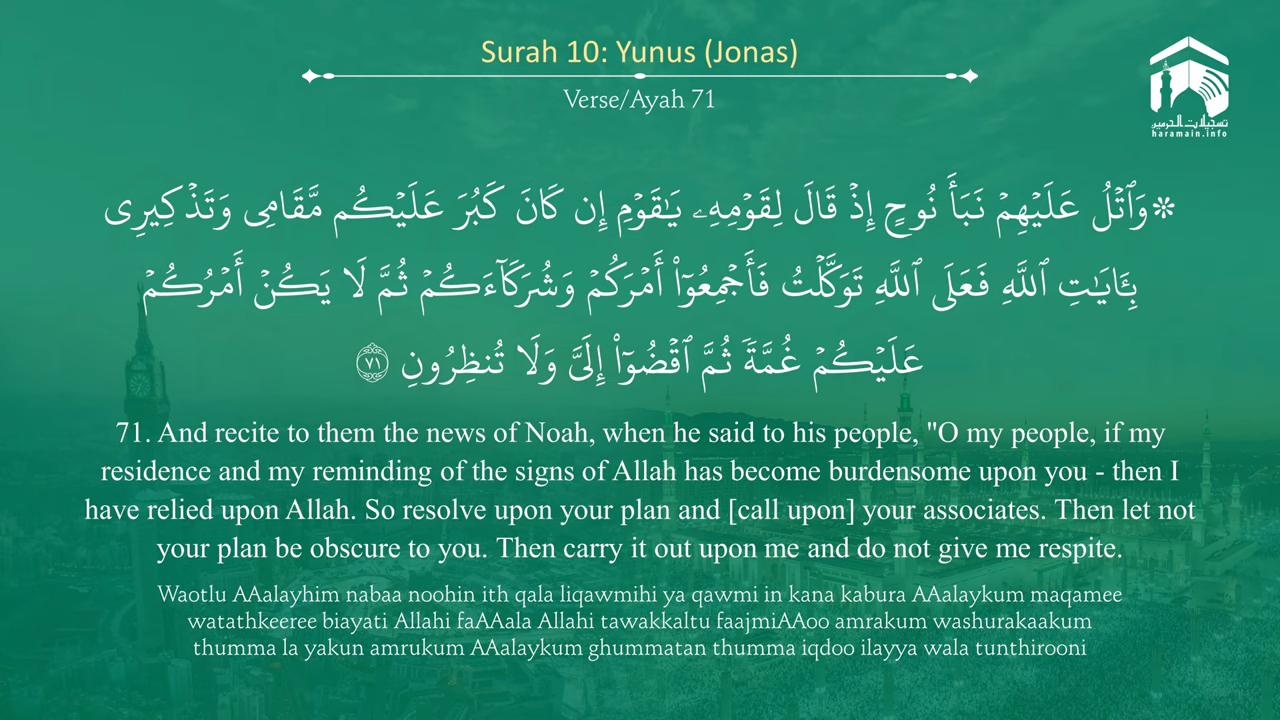 Surah 10: Yunus (Jonas)
Verse/Ayah 71
تسجيلات الحرمين
haramain.info
۞وَٱتۡلُ عَلَيۡهِمۡ نَبَأَ نُوحٍ إِذۡ قَالَ لِقَوۡمِهِۦ يَٰقَوۡمِ إِن كَانَ كَبُرَ عَلَيۡكُم مَّقَامِي وَتَذۡكِيرِي
بِـَٔايَٰتِ ٱللَّهِ فَعَلَى ٱللَّهِ تَوَكَّلۡتُ فَأَجۡمِعُوٓاْ أَمۡرَكُمۡ وَشُرَكَآءَكُمۡ ثُمَّ لَا يَكُنۡ أَمۡرُكُمۡ
عَلَيۡكُمۡ غُمَّةٗ ثُمَّ ٱقۡضُوٓاْ إِلَيَّ وَلَا تُنظِرُونِ ٧١
71. And recite to them the news of Noah, when he said to his people, "O my people, if my
residence and my reminding of the signs of Allah has become burdensome upon you - then I
have relied upon Allah. So resolve upon your plan and [call upon] your associates. Then let not
your plan be obscure to you. Then carry it out upon me and do not give me respite.
Waotlu AAalayhim nabaa noohin ith qala liqawmihi ya qawmi in kana kabura AAalaykum maqamee
watathkeeree biayati Allahi faAAala Allahi tawakkaltu faajmiAAoo amrakum washurakaakum
thumma la yakun amrukum AAalaykum ghummatan thumma iqdoo ilayya wala tunthirooni